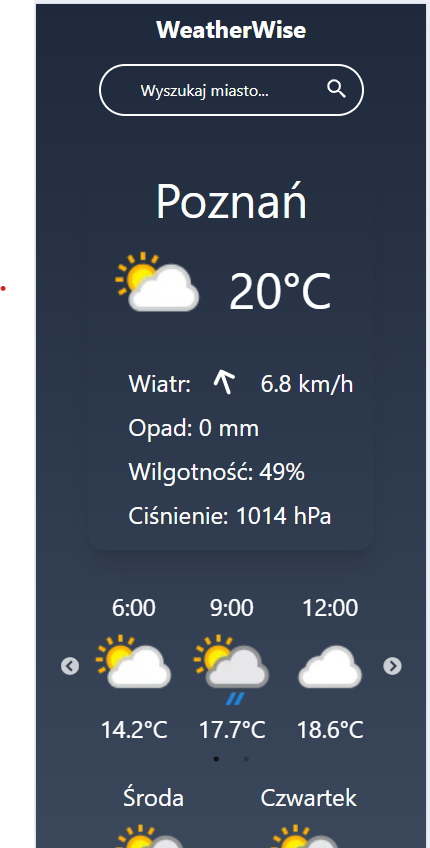 WeatherWise
Wyszukaj miasto...
Poznań
20°C
Wiatr: 6.8 km/h
Opad: 0 mm
Wilgotność: 49%
Ciśnienie: 1014 hPa
6:00 9:00 12:00
14.2°C 17.7°C 18.6°C
Środa Czwartek